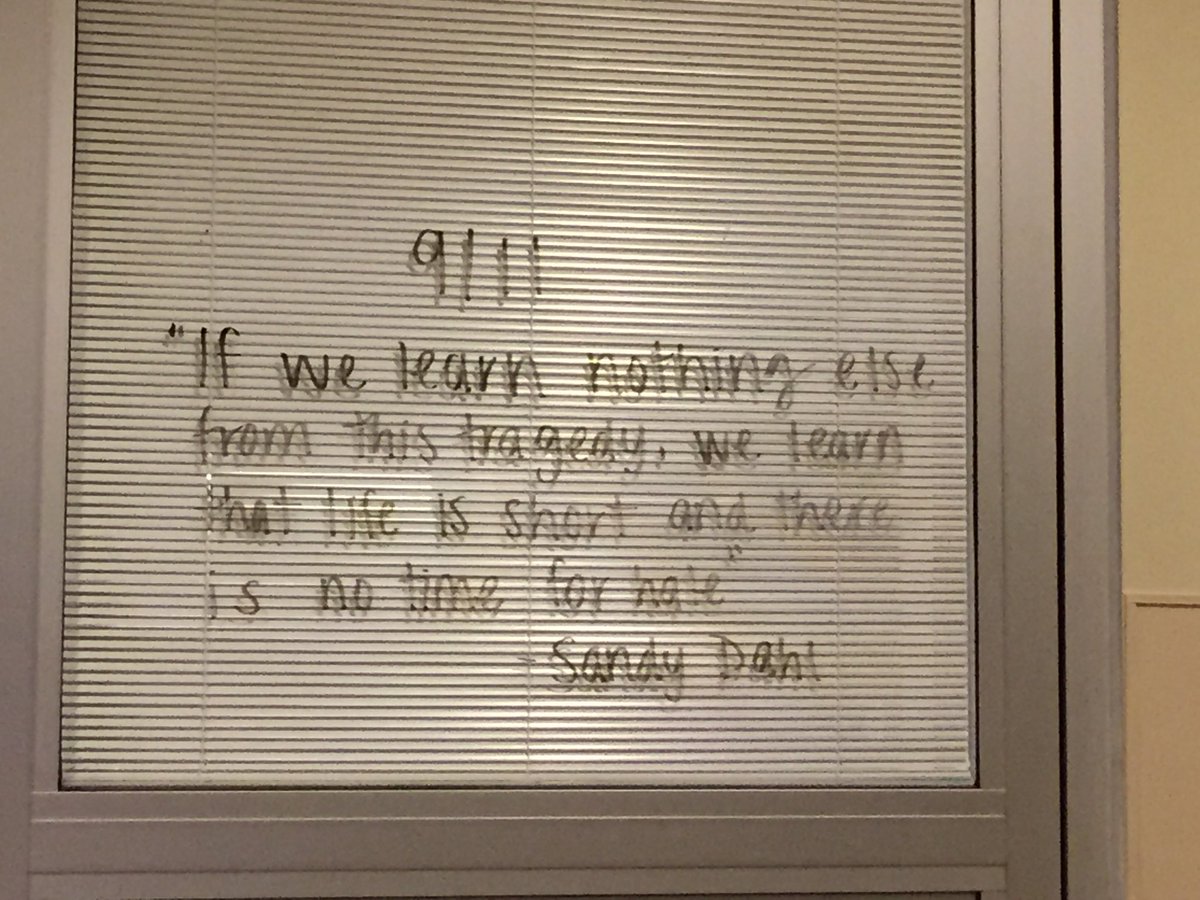 9/11
"If we learn nothing else
from this tragedy, we learn
that life is short and there
is no time for hate"
- Sandy Dahl